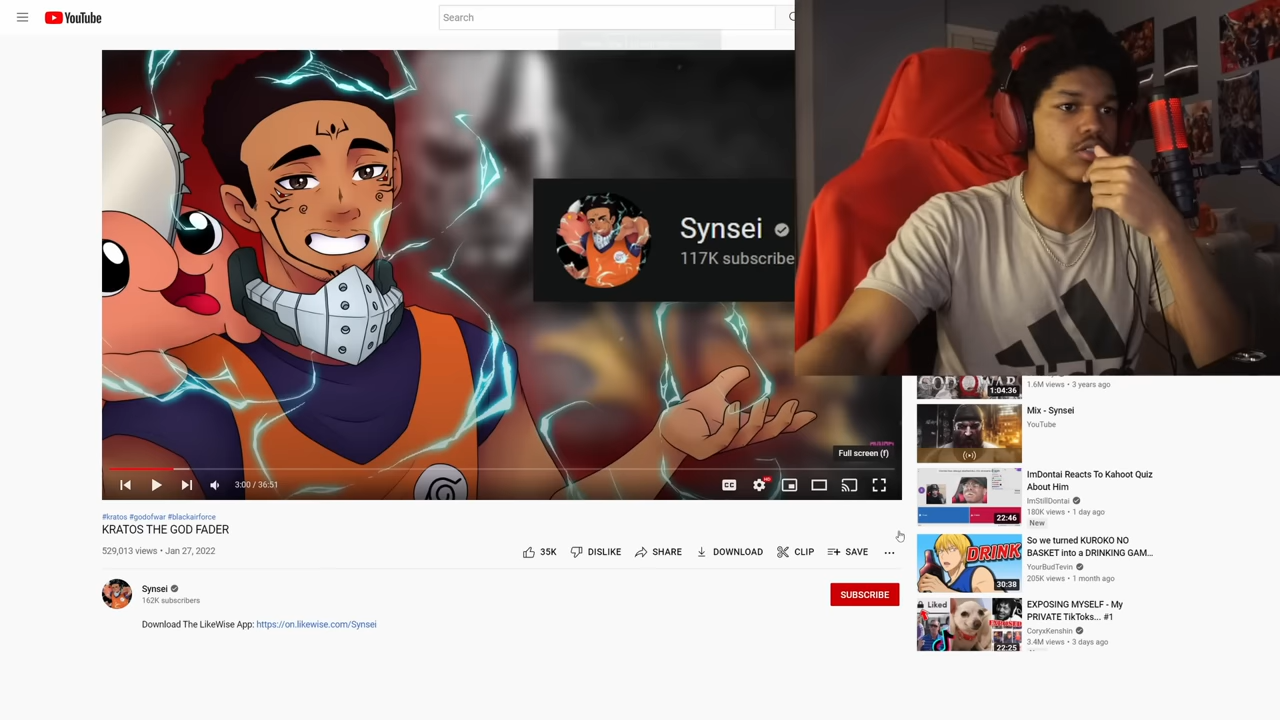 YouTube
Search
Synsei
117K subscribe
Full screen (f)
3:00 / 36:51
CC
HD
#kratos #godofwar #blackairforce
KRATOS THE GOD FADER
529,013 views • Jan 27, 2022
35K
DISLIKE
SHARE
DOWNLOAD
CLIP
SAVE
Synsei
162K subscribers
SUBSCRIBE
Download The LikeWise App: https://on.likewise.com/Synsei
1:04:36
1.6M views • 3 years ago
Mix - Synsei
YouTube
22:46
ImDontai Reacts To Kahoot Quiz
About Him
ImStillDontai
180K views • 1 day ago
New
DRINK
30:38
So we turned KUROKO NO
BASKET into a DRINKING GAM...
YourBudTevin
205K views • 1 month ago
Liked
22:25
EXPOSING MYSELF - My
PRIVATE TikToks... #1
CoryxKenshin
3.4M views • 3 days ago